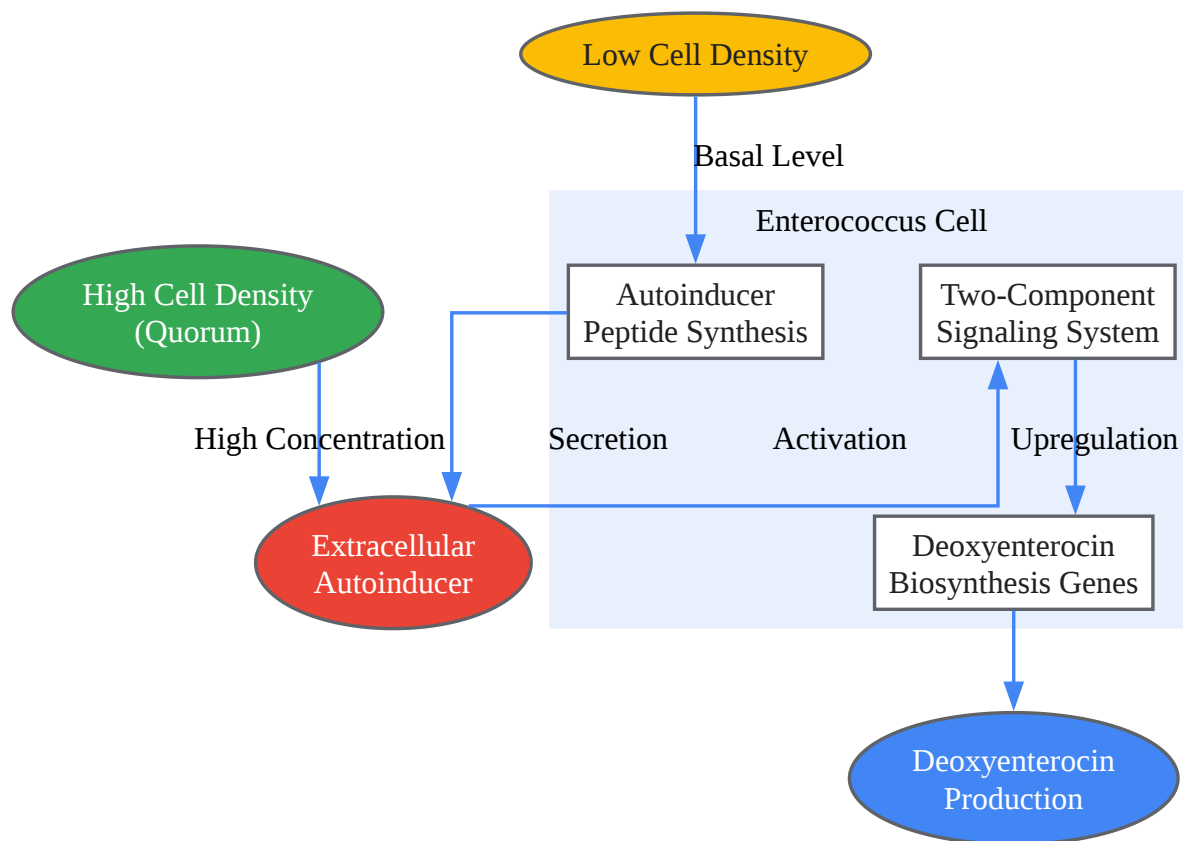 Low Cell Density
Basal Level
Enterococcus Cell
High Cell Density
(Quorum)
Autoinducer
Peptide Synthesis
Two-Component
Signaling System
High Concentration
Secretion
Activation
Upregulation
Extracellular
Autoinducer
Deoxyenterocin
Biosynthesis Genes
Deoxyenterocin
Production